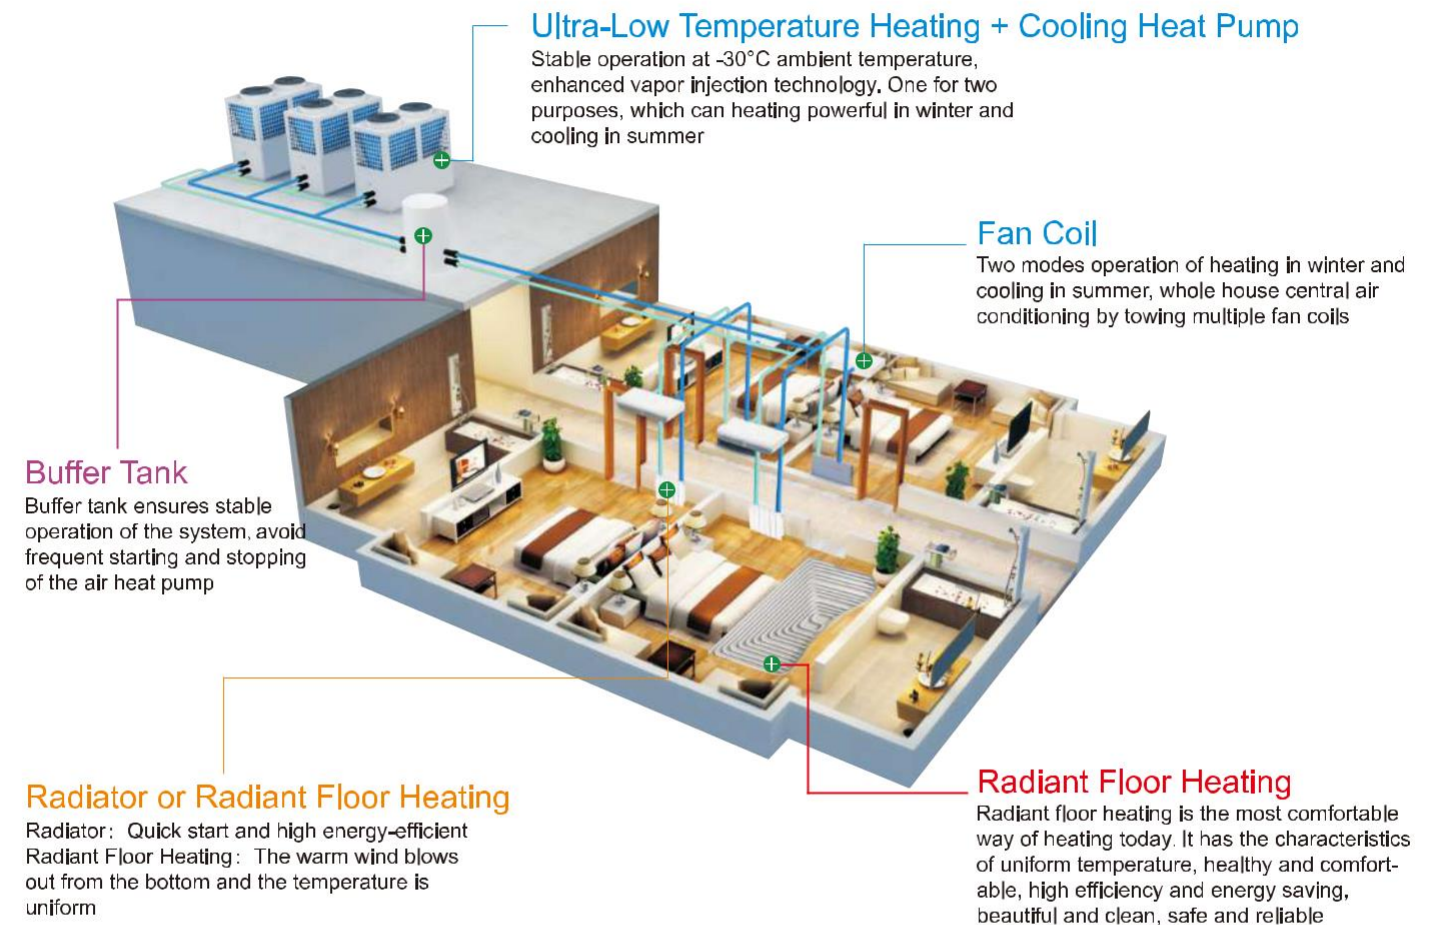 Ultra-Low Temperature Heating + Cooling Heat Pump
Stable operation at -30°C ambient temperature,
enhanced vapor injection technology. One for two
purposes, which can heating powerful in winter and
cooling in summer
Fan Coil
Two modes operation of heating in winter and
cooling in summer, whole house central air
conditioning by towing multiple fan coils
Buffer Tank
Buffer tank ensures stable
operation of the system, avoid
frequent starting and stopping
of the air heat pump
Radiator or Radiant Floor Heating
Radiator: Quick start and high energy-efficient
Radiant Floor Heating: The warm wind blows
out from the bottom and the temperature is
uniform
Radiant Floor Heating
Radiant floor heating is the most comfortable
way of heating today. It has the characteristics
of uniform temperature, healthy and comfort-
able, high efficiency and energy saving,
beautiful and clean, safe and reliable